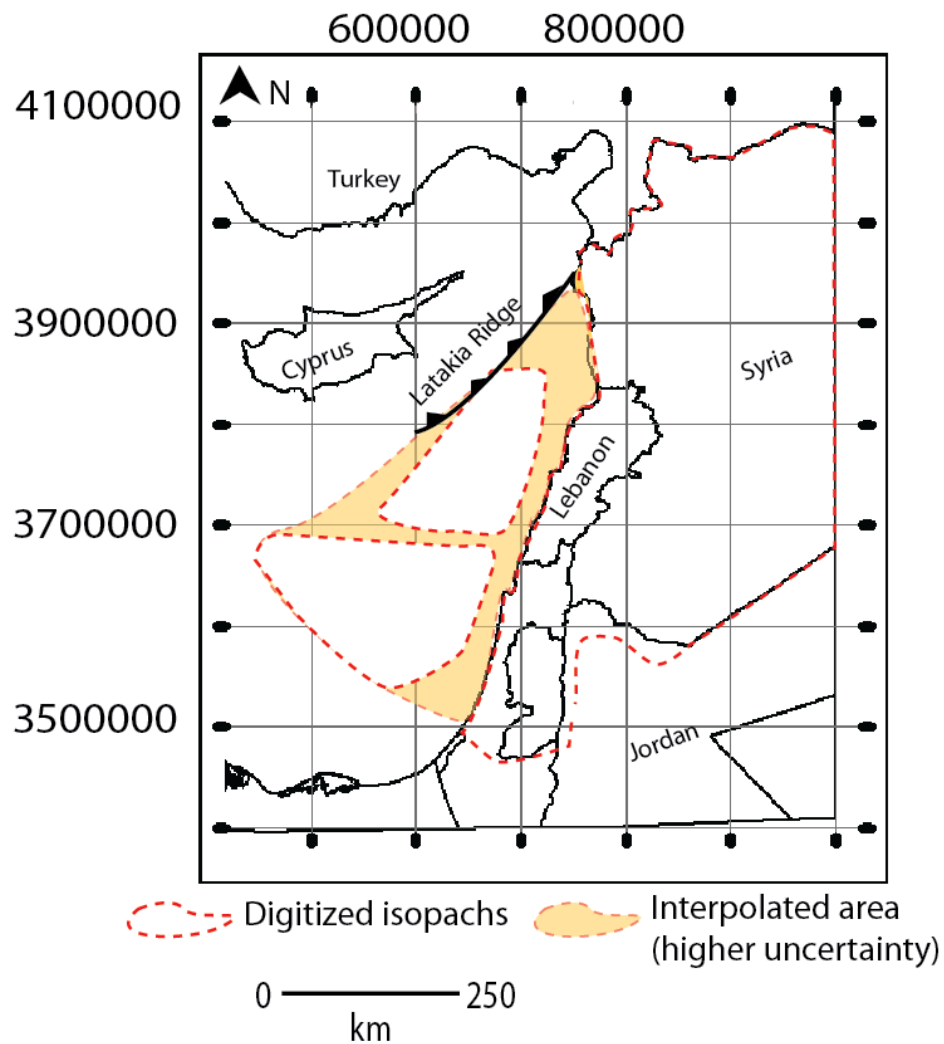 600000 800000
4100000
N
Turkey
3900000
Latakia Ridge
Cyprus
Syria
Lebanon
3700000
3500000
Jordan
Digitized isopachs
Interpolated area
(higher uncertainty)
0 250
km